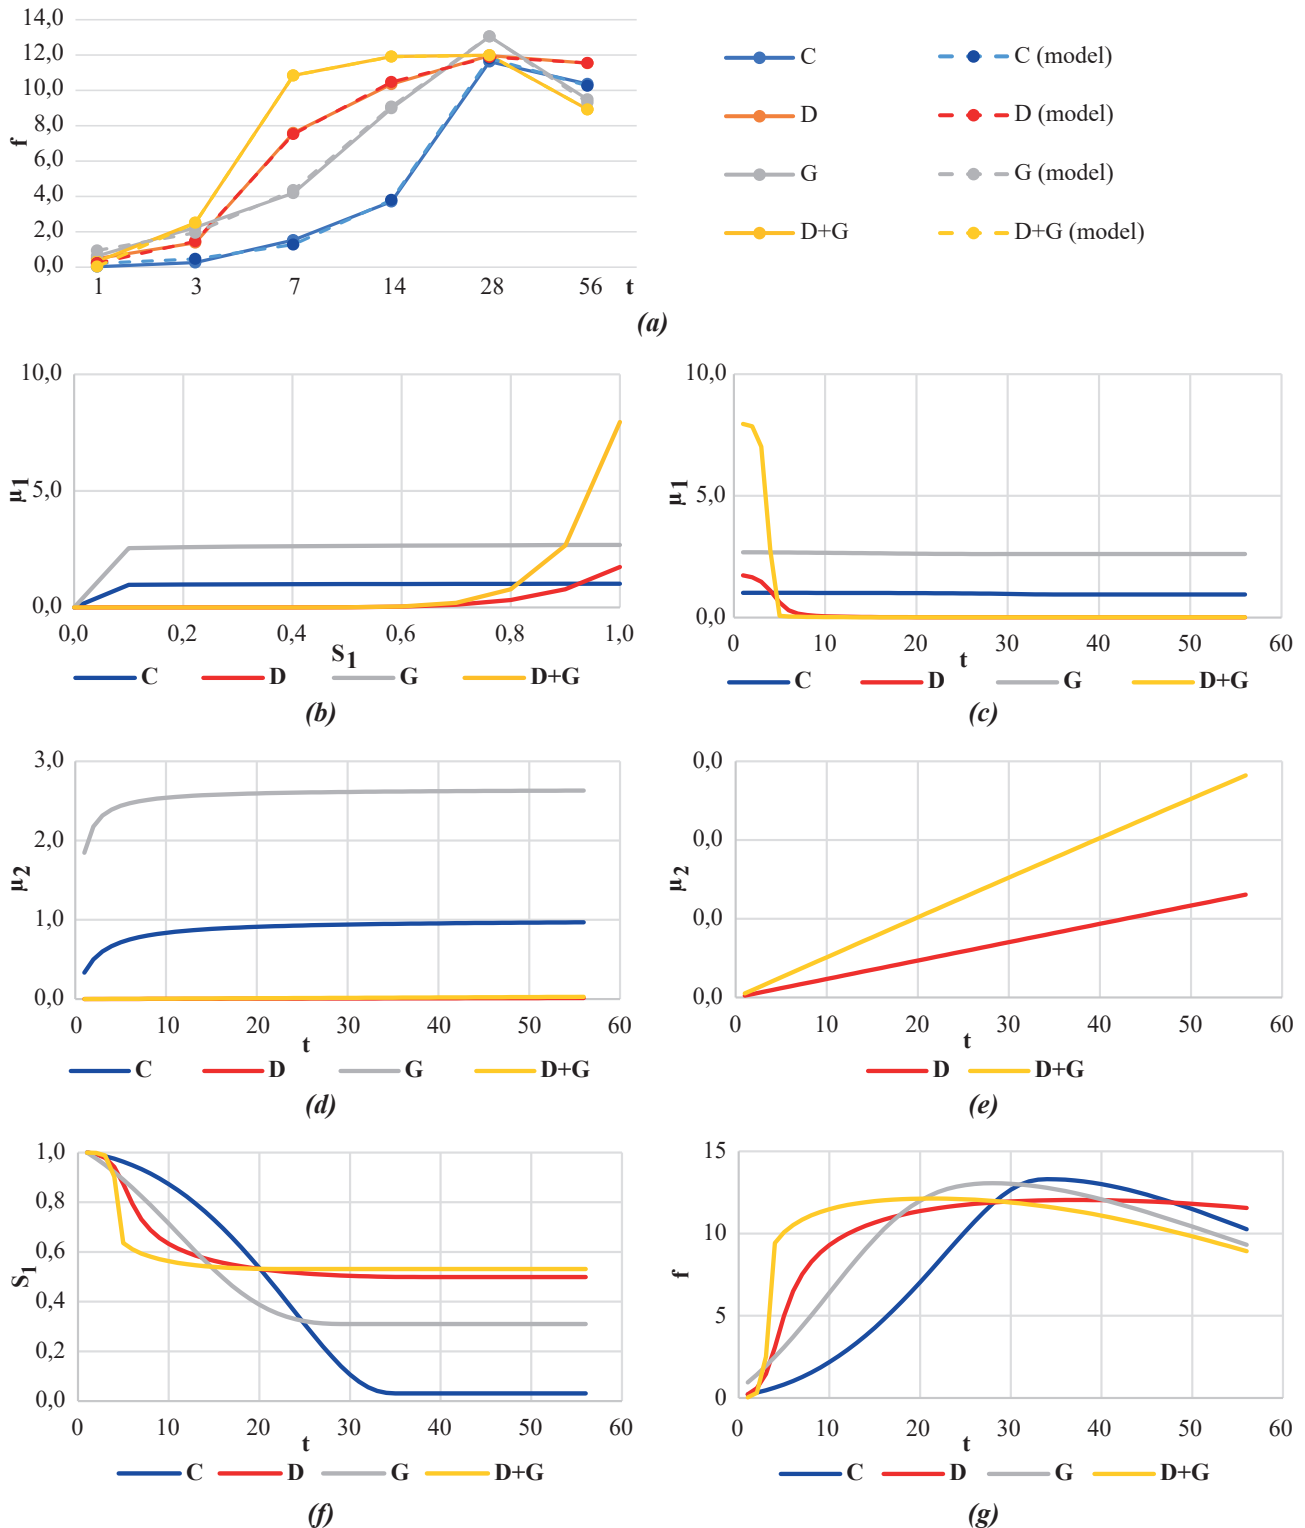 14,0
12,0
10,0
8,0
6,0
4,0
2,0
0,0
f
1 3 7 14 28 56 t
C C (model)
D D (model)
G G (model)
D+G D+G (model)
(a)
10,0
5,0
0,0
μ1
0,0 0,2 0,4 0,6 0,8 1,0
S1
C D G D+G
(b)
10,0
5,0
0,0
μ1
0 10 20 30 40 50 60
t
C D G D+G
(c)
3,0
2,0
1,0
0,0
μ2
0 10 20 30 40 50 60
t
C D G D+G
(d)
0,0
0,0
0,0
0,0
μ2
0 10 20 30 40 50 60
t
D D+G
(e)
1,0
0,8
0,6
0,4
0,2
0,0
S1
0 10 20 30 40 50 60
t
C D G D+G
(f)
15
10
5
0
f
0 10 20 30 40 50 60
t
C D G D+G
(g)